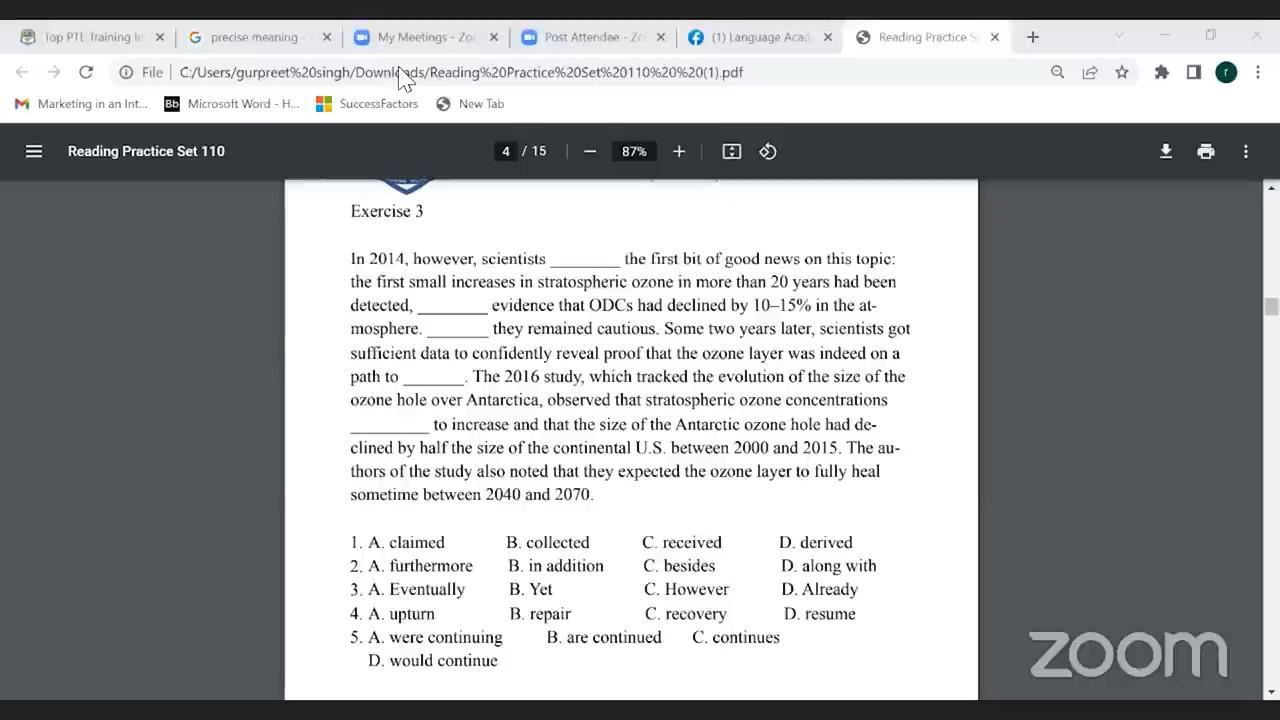 Top PTE Training I
precise meaning -
My Meetings - Zo
Post Attendee - Zo
(1) Language Acad
Reading Practice S
File C:/Users/gurpreet%20singh/Downloads/Reading%20Practice%20Set%20110%20%20(1).pdf r
Marketing in an Int... Bb Microsoft Word - H... SuccessFactors New Tab
Reading Practice Set 110 4 / 15 87%
Exercise 3
In 2014, however, scientists ________ the first bit of good news on this topic:
the first small increases in stratospheric ozone in more than 20 years had been
detected, ________ evidence that ODCs had declined by 10–15% in the at-
mosphere. _______ they remained cautious. Some two years later, scientists got
sufficient data to confidently reveal proof that the ozone layer was indeed on a
path to _______. The 2016 study, which tracked the evolution of the size of the
ozone hole over Antarctica, observed that stratospheric ozone concentrations
_________ to increase and that the size of the Antarctic ozone hole had de-
clined by half the size of the continental U.S. between 2000 and 2015. The au-
thors of the study also noted that they expected the ozone layer to fully heal
sometime between 2040 and 2070.
1. A. claimed B. collected C. received D. derived
2. A. furthermore B. in addition C. besides D. along with
3. A. Eventually B. Yet C. However D. Already
4. A. upturn B. repair C. recovery D. resume
5. A. were continuing B. are continued C. continues
D. would continue
zoom